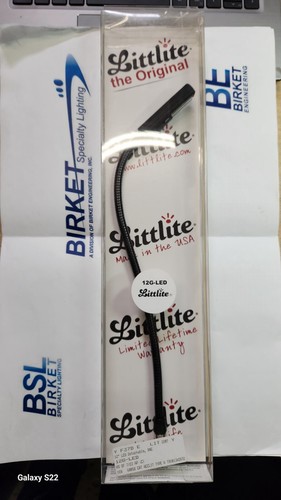 Littlite
the Original
BIRKET Specialty Lighting
A DIVISION OF BIRKET ENGINEERING, INC.
BE
BIRKET
ENGINEERING
Littlite
www.littlite.com
Littlite
Made in the USA
12G-LED
Littlite
Littlite
Limited Lifetime
Warranty
BSL
BIRKET
SPECIALTY LIGHTING
Littlite
Galaxy S22